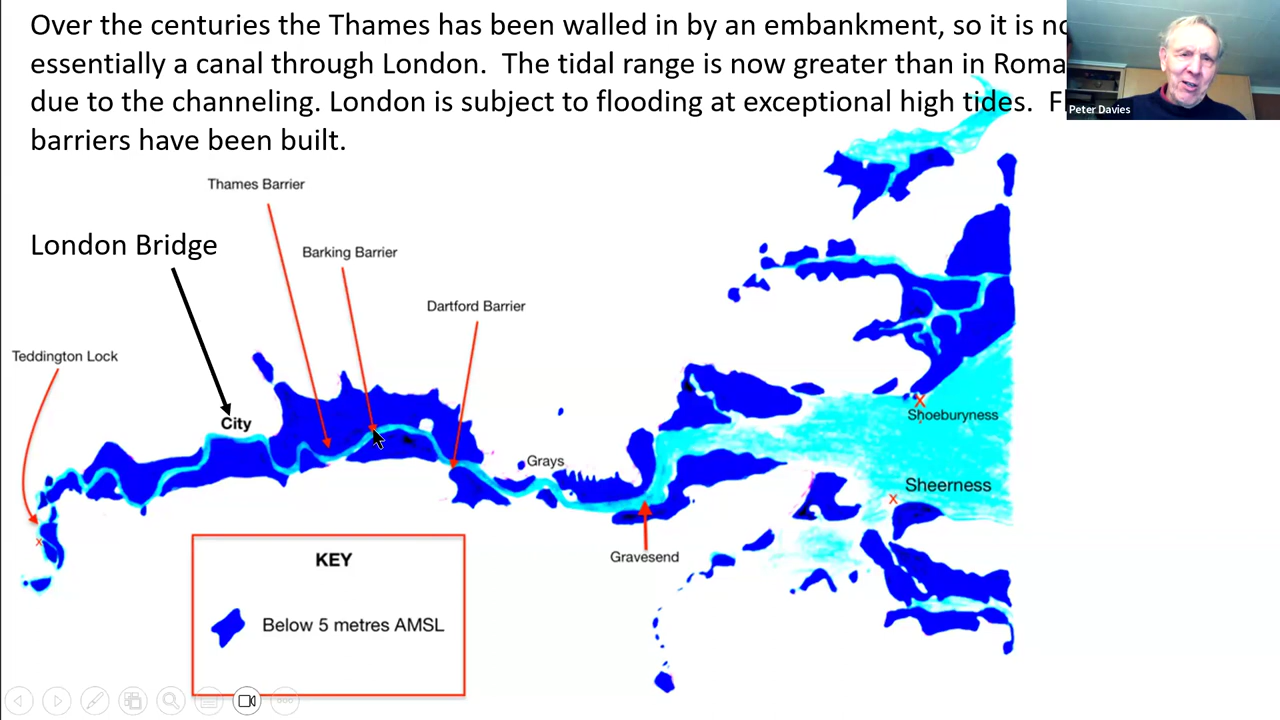 Over the centuries the Thames has been walled in by an embankment, so it is
essentially a canal through London. The tidal range is now greater than in
due to the channeling. London is subject to flooding at exceptional high tides.
barriers have been built.
Peter Davies
Thames Barrier
London Bridge
Barking Barrier
Dartford Barrier
Teddington Lock
City
Shoeburyness
Grays
Sheerness
Gravesend
KEY
Below 5 metres AMSL